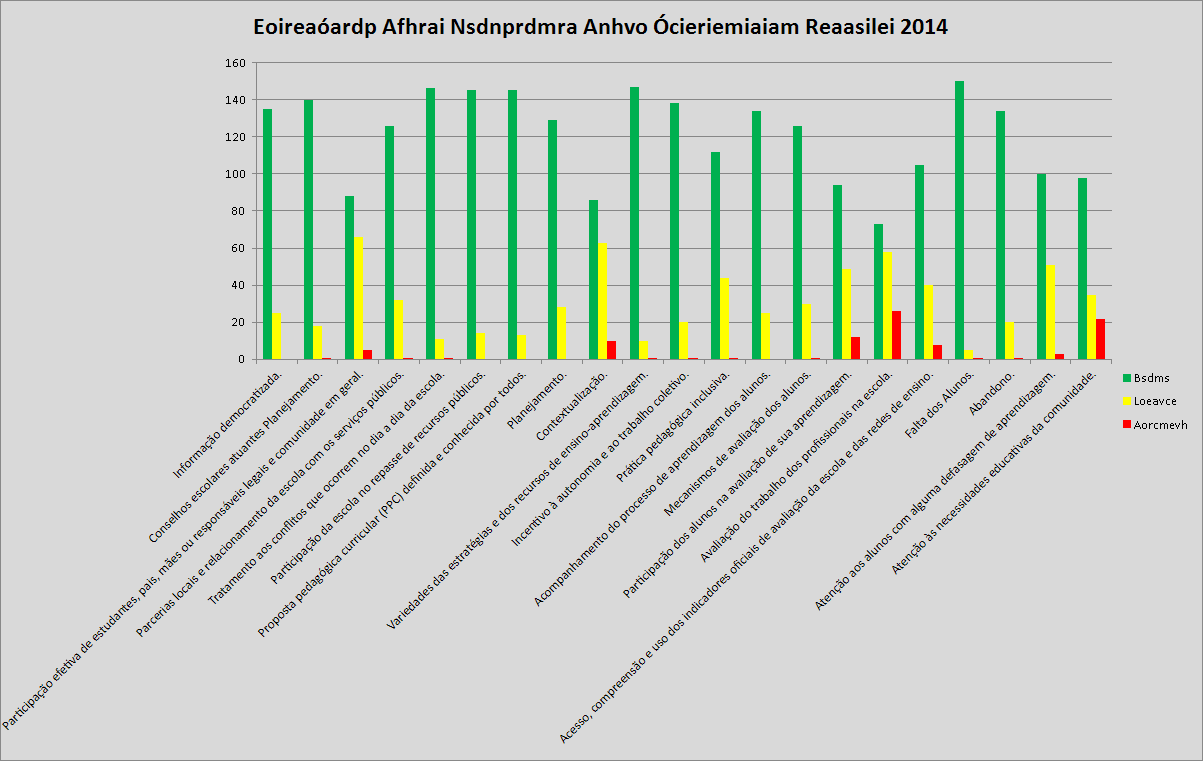 Eoireaóardp Afhrai Nsdnprdmra Anhvo Ócieriemiaiam Reaasilei 2014
160
140
120
100
80
60
40
20
0
Informação democratizada.
Conselhos escolares atuantes Planejamento.
Participação efetiva de estudantes, pais, mães ou responsáveis legais e comunidade em geral.
Parcerias locais e relacionamento da escola com os serviços públicos.
Tratamento aos conflitos que ocorrem no dia a dia da escola.
Participação da escola no repasse de recursos públicos.
Proposta pedagógica curricular (PPC) definida e conhecida por todos.
Planejamento.
Contextualização.
Variedades das estratégias e dos recursos de ensino-aprendizagem.
Incentivo à autonomia e ao trabalho coletivo.
Prática pedagógica inclusiva.
Acompanhamento do processo de aprendizagem dos alunos.
Mecanismos de avaliação dos alunos.
Participação dos alunos na avaliação de sua aprendizagem.
Avaliação do trabalho dos profissionais na escola.
Acesso, compreensão e uso dos indicadores oficiais de avaliação da escola e das redes de ensino.
Falta dos Alunos.
Abandono.
Atenção aos alunos com alguma defasagem de aprendizagem.
Atenção às necessidades educativas da comunidade.
Bsdms
Loeavce
Aorcmevh